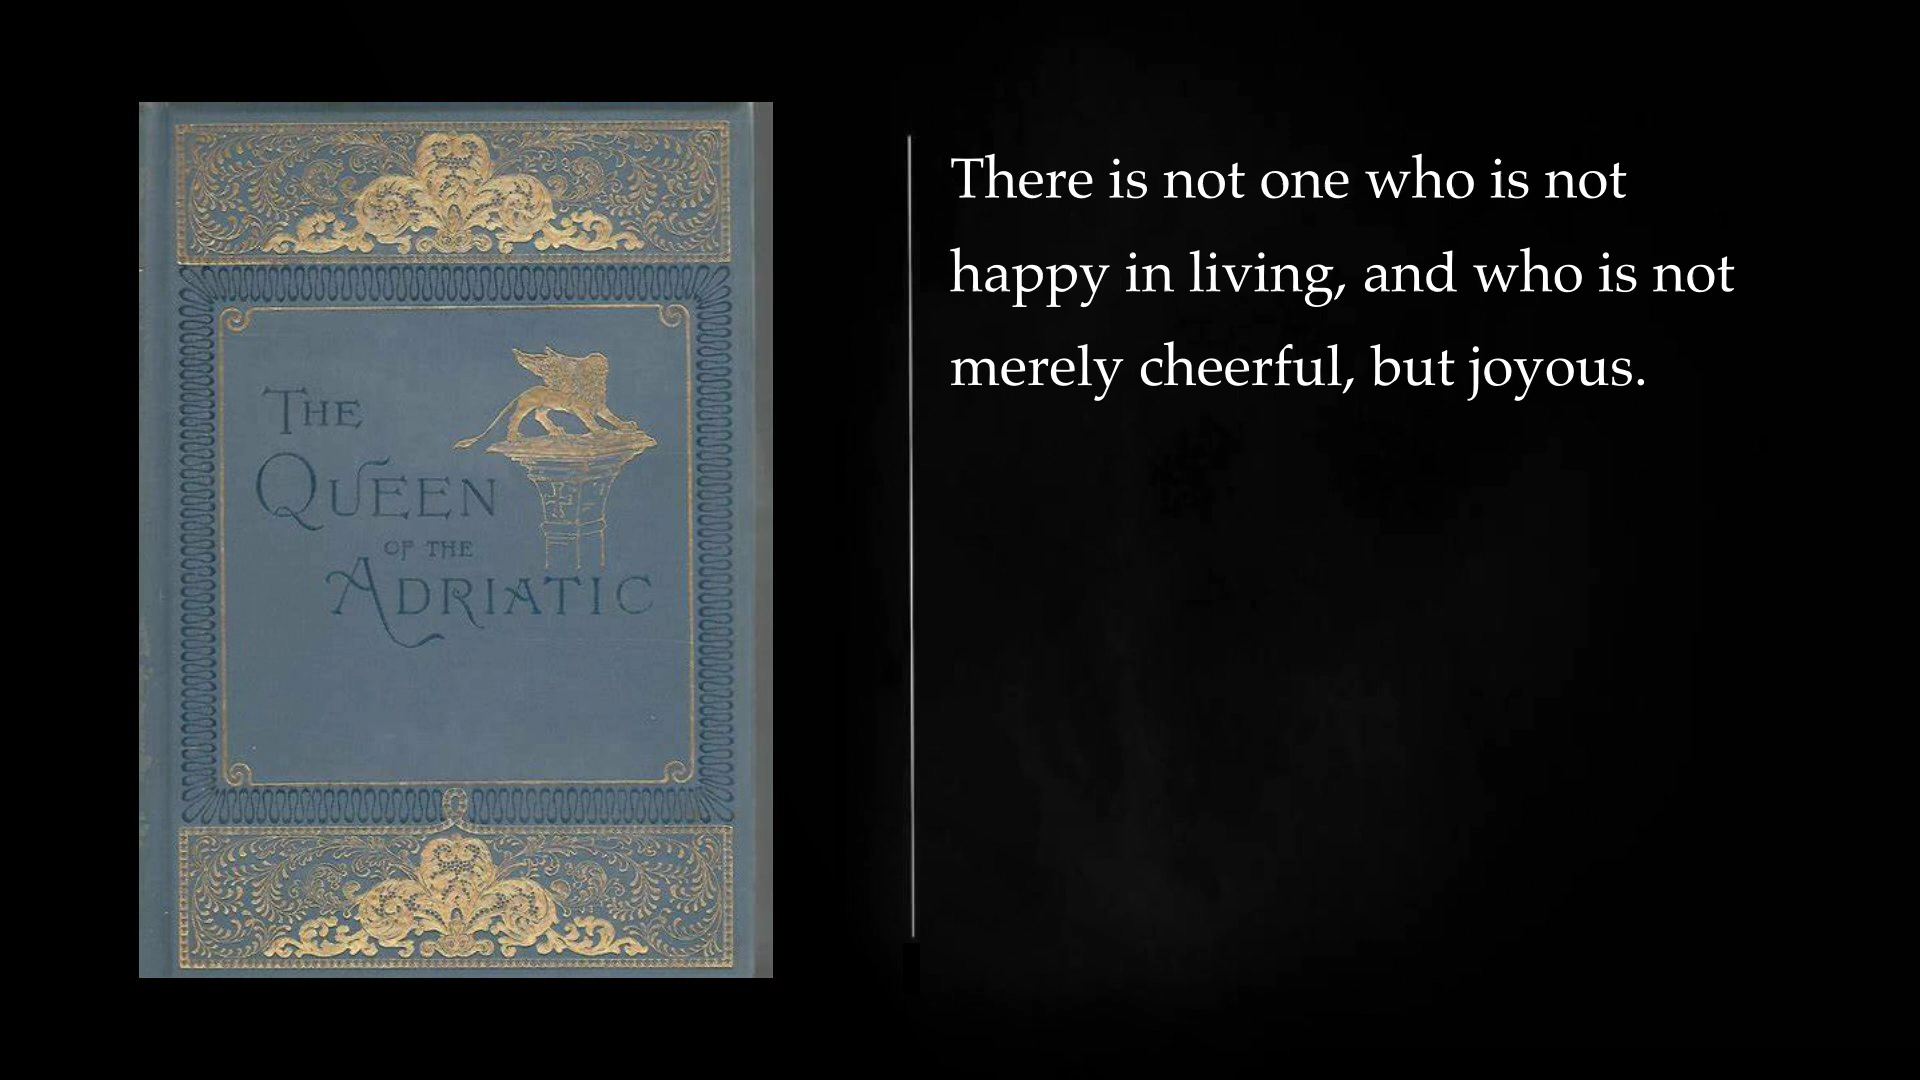 The
Queen
of the
Adriatic
There is not one who is not
happy in living, and who is not
merely cheerful, but joyous.